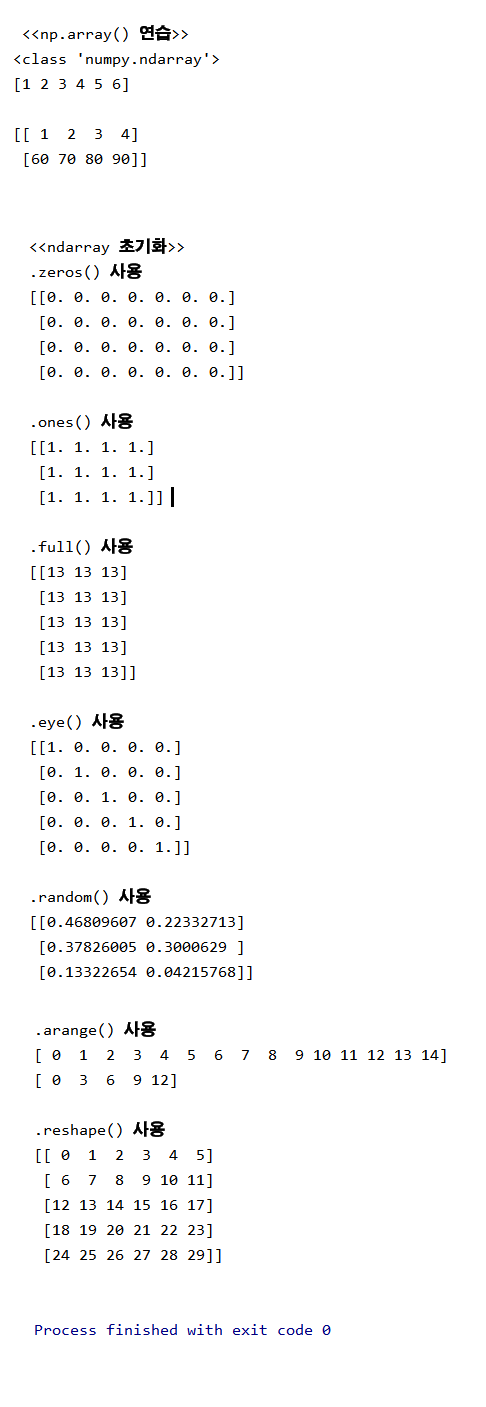 <<np.array() 연습>>
<class 'numpy.ndarray'>
[1 2 3 4 5 6]
[[ 1  2  3  4]
 [60 70 80 90]]
<<ndarray 초기화>>
.zeros() 사용
[[0. 0. 0. 0. 0. 0. 0.]
 [0. 0. 0. 0. 0. 0. 0.]
 [0. 0. 0. 0. 0. 0. 0.]
 [0. 0. 0. 0. 0. 0. 0.]]
.ones() 사용
[[1. 1. 1. 1.]
 [1. 1. 1. 1.]
 [1. 1. 1. 1.]]
.full() 사용
[[13 13 13]
 [13 13 13]
 [13 13 13]
 [13 13 13]
 [13 13 13]]
.eye() 사용
[[1. 0. 0. 0. 0.]
 [0. 1. 0. 0. 0.]
 [0. 0. 1. 0. 0.]
 [0. 0. 0. 1. 0.]
 [0. 0. 0. 0. 1.]]
.random() 사용
[[0.46809607 0.22332713]
 [0.37826005 0.3000629 ]
 [0.13322654 0.04215768]]
.arange() 사용
[ 0  1  2  3  4  5  6  7  8  9 10 11 12 13 14]
[ 0  3  6  9 12]
.reshape() 사용
[[ 0  1  2  3  4  5]
 [ 6  7  8  9 10 11]
 [12 13 14 15 16 17]
 [18 19 20 21 22 23]
 [24 25 26 27 28 29]]
Process finished with exit code 0